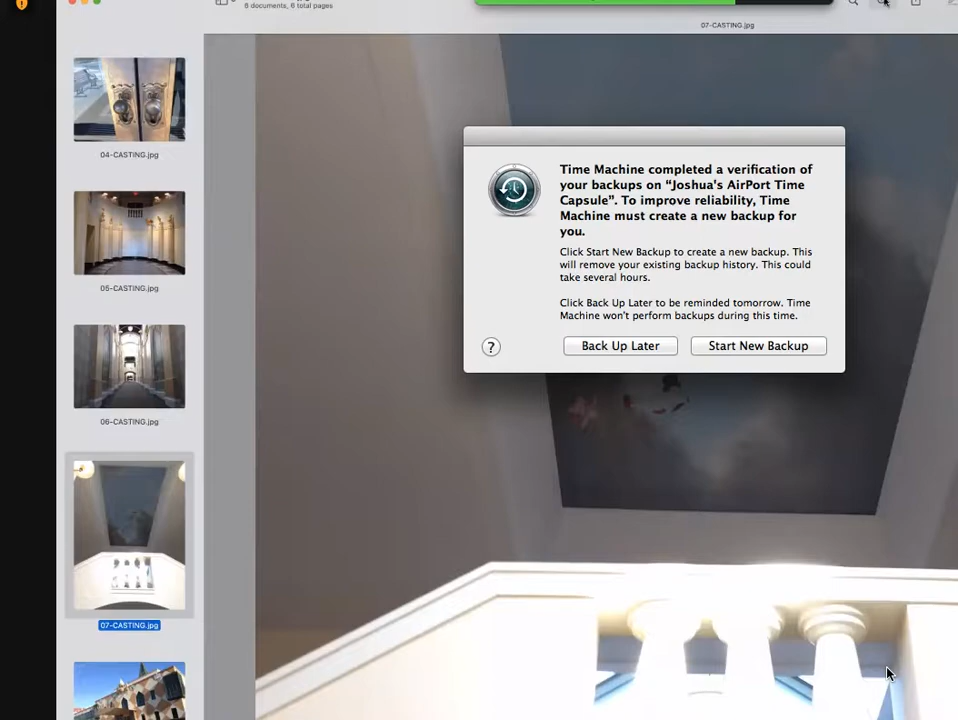 6 documents, 6 total pages
07-CASTING.jpg
04-CASTING.jpg
05-CASTING.jpg
06-CASTING.jpg
07-CASTING.jpg
Time Machine completed a verification of
your backups on “Joshua's AirPort Time
Capsule”. To improve reliability, Time
Machine must create a new backup for
you.
Click Start New Backup to create a new backup. This
will remove your existing backup history. This could
take several hours.
Click Back Up Later to be reminded tomorrow. Time
Machine won't perform backups during this time.
?
Back Up Later
Start New Backup